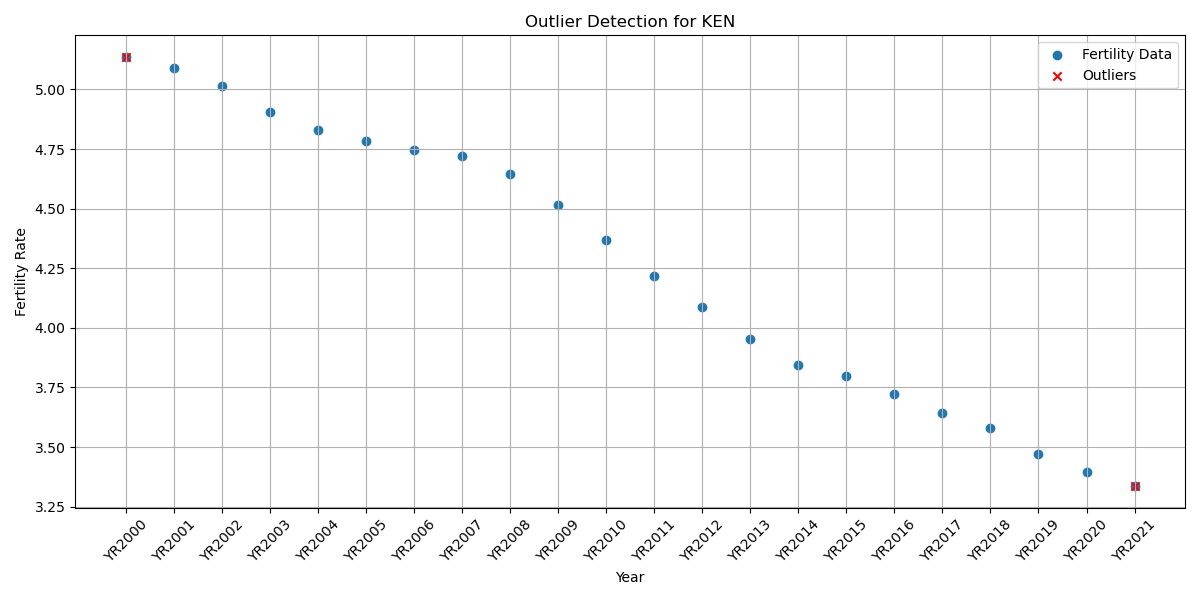 Outlier Detection for KEN
Fertility Data
Outliers
Fertility Rate
5.00
4.75
4.50
4.25
4.00
3.75
3.50
3.25
YR2000
YR2001
YR2002
YR2003
YR2004
YR2005
YR2006
YR2007
YR2008
YR2009
YR2010
YR2011
YR2012
YR2013
YR2014
YR2015
YR2016
YR2017
YR2018
YR2019
YR2020
YR2021
Year